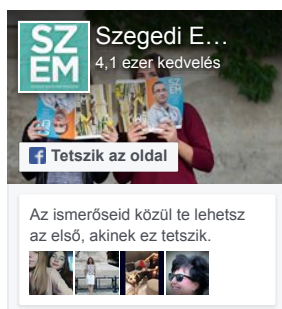 SZ
EM
Szegedi E...
4,1 ezer kedvelés
Tetszik az oldal
Az ismerőseid közül te lehetsz
az első, akinek ez tetszik.